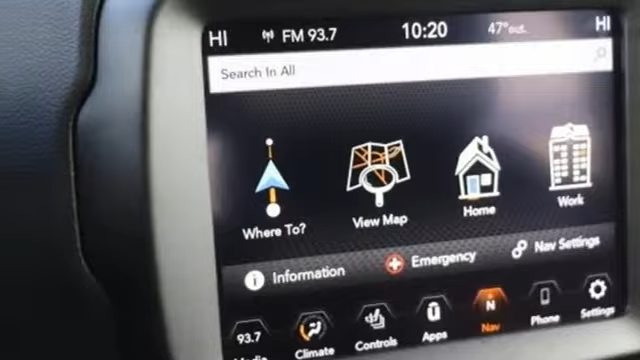 HI FM 93.7 10:20 47°out. HI
Search In All
Where To? View Map Home Work
Information Emergency Nav Settings
93.7 N
Media Climate Controls Apps Nav Phone Settings